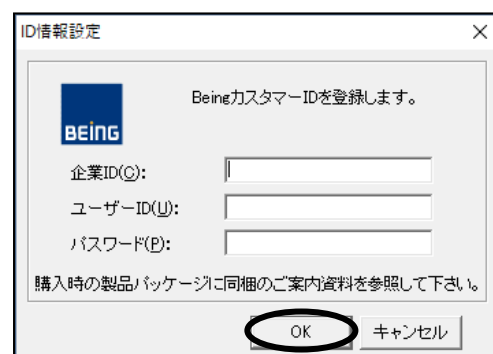 ID情報設定
BeingカスタマーIDを登録します。
BEING
企業ID(C):
ユーザーID(U):
パスワード(P):
購入時の製品パッケージに同梱のご案内資料を参照して下さい。
OK キャンセル